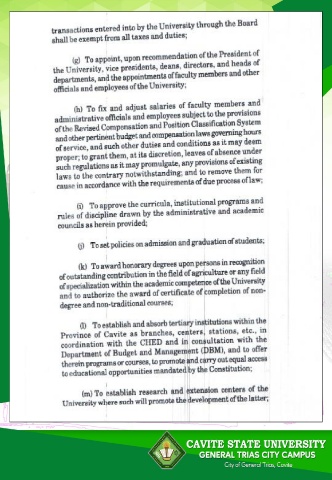 transactions entered into by the University through the Board
shall be exempt from all taxes and duties;
(g) To appoint, upon recommendation of the President of
the University, vice presidents, deans, directors, and heads of
departments, and the appointments of faculty members and other
officials and employees of the University;
(h) To fix and adjust salaries of faculty members and
administrative officials and employees subject to the provisions
of the Revised Compensation and Position Classification System
and other pertinent budget and compensation laws governing hours
of service, and such other duties and conditions as it may deem
proper; to grant them, at its discretion, leaves of absence under
such regulations as it may promulgate, any provisions of existing
laws to the contrary notwithstanding; and to remove them for
cause in accordance with the requirements of due process of law;
(i) To approve the curricula, institutional programs and
rules of discipline drawn by the administrative and academic
councils as herein provided;
(j) To set policies on admission and graduation of students;
(k) To award honorary degrees upon persons in recognition
of outstanding contribution in the field of agriculture or any field
of specialization within the academic competence of the University
and to authorize the award of certificate of completion of non-
degree and non-traditional courses;
(l) To establish and absorb tertiary institutions within the
Province of Cavite as branches, centers, stations, etc., in
coordination with the CHED and in consultation with the
Department of Budget and Management (DBM), and to offer
therein programs or courses, to promote and carry out equal access
to educational opportunities mandated by the Constitution;
(m) To establish research and extension centers of the
University where such will promote the development of the latter;
CAVITE STATE UNIVERSITY
GENERAL TRIAS CITY CAMPUS
City of General Trias, Cavite